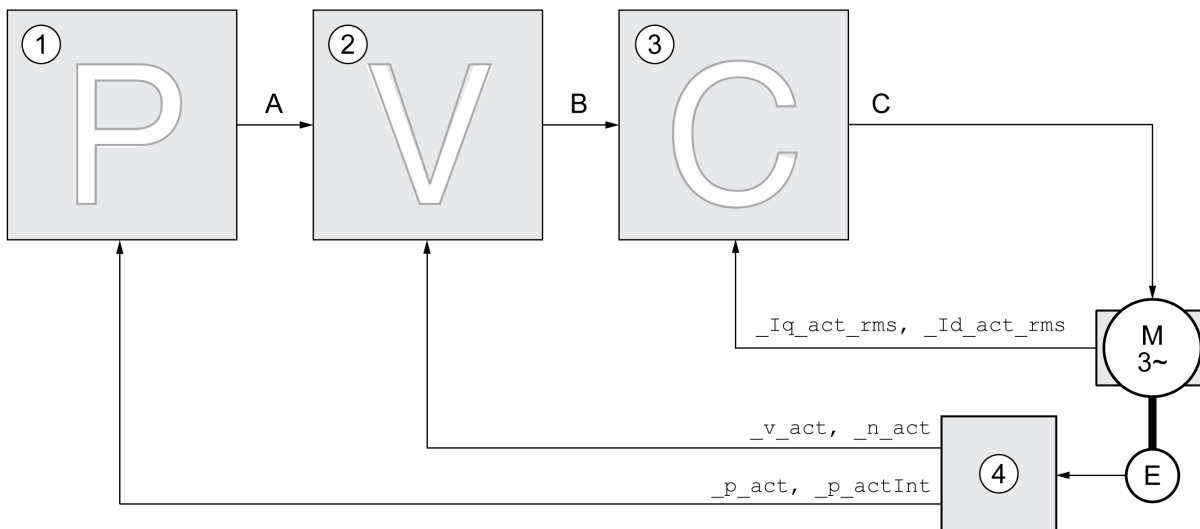 1
P
A
2
V
B
3
C
C
_Iq_act_rms, _Id_act_rms
M
3~
_v_act, _n_act
_p_act, _p_actInt
4
E